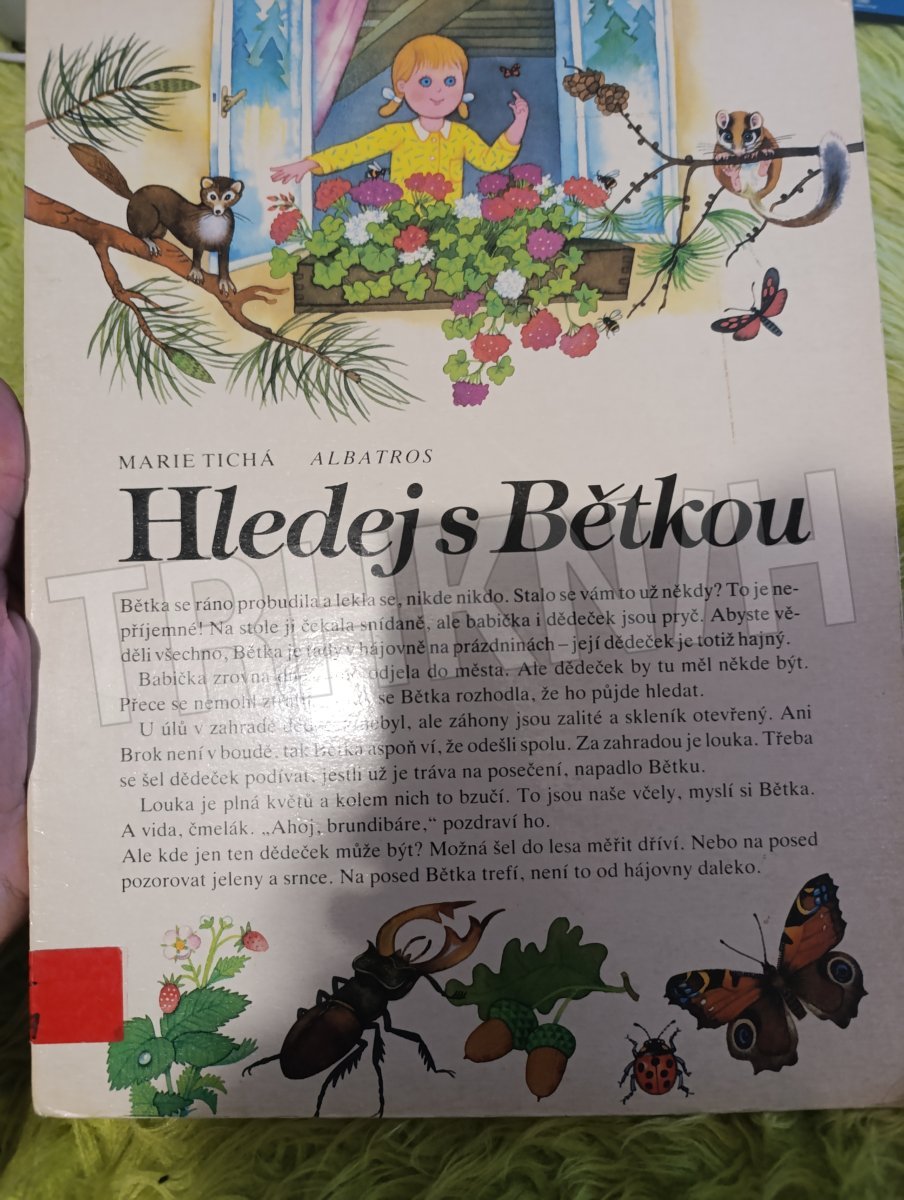 MARIE TICHÁ ALBATROS
Hledej s Bětkou
Bětka se ráno probudila a lekla se, nikde nikdo. Stalo se vám to už někdy? To je ne-
příjemné! Na stole jí čekala snídaně, ale babička i dědeček jsou pryč. Abyste vě-
děli všechno, Bětka je tady v hájovně na prázdninách – její dědeček je totiž hajný.
Babička zrovna odjela do města. Ale dědeček by tu měl někde být.
Přece se nemohl se Bětka rozhodla, že ho půjde hledat.
U úlů v zahradě nebyl, ale záhony jsou zalité a skleník otevřený. Ani
Brok není v boudě, tak Bětka aspoň ví, že odešli spolu. Za zahradou je louka. Třeba
se šel dědeček podívat, jestli už je tráva na posečení, napadlo Bětku.
Louka je plná květů a kolem nich to bzučí. To jsou naše včely, myslí si Bětka.
A vida, čmelák. „Ahoj, brundibáre,“ pozdraví ho.
Ale kde jen ten dědeček může být? Možná šel do lesa měřit dříví. Nebo na posed
pozorovat jeleny a srnce. Na posed Bětka trefí, není to od hájovny daleko.